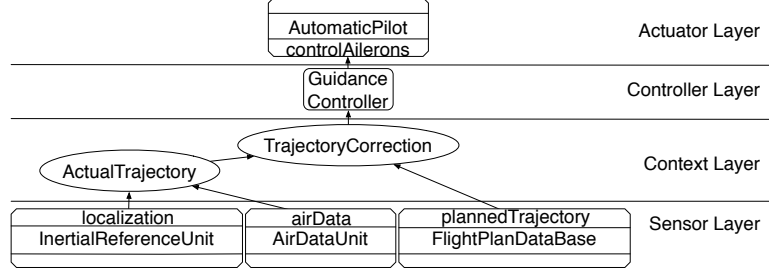 AutomaticPilot
controlAilerons
Actuator Layer
Guidance
Controller
Controller Layer
TrajectoryCorrection
ActualTrajectory
Context Layer
localization
InertialReferenceUnit
airData
AirDataUnit
plannedTrajectory
FlightPlanDataBase
Sensor Layer